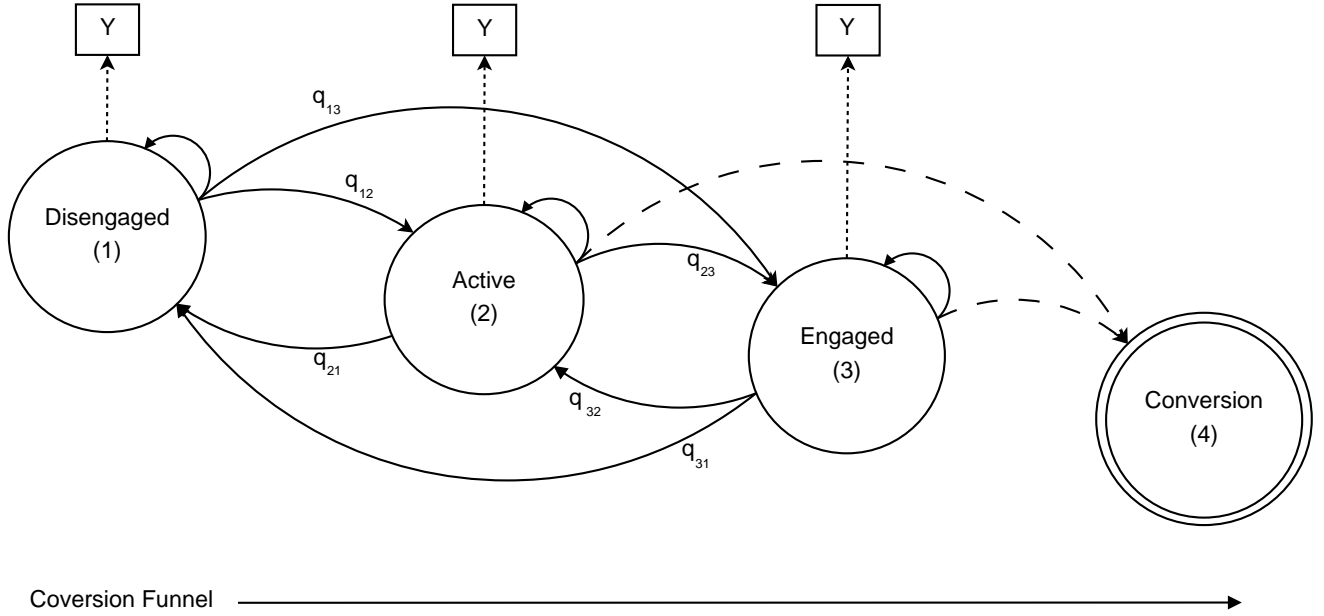 Y
Y
Y
q13
q12
Disengaged
(1)
q23
Active
(2)
Engaged
(3)
q21
q32
Conversion
(4)
q31
Coversion Funnel